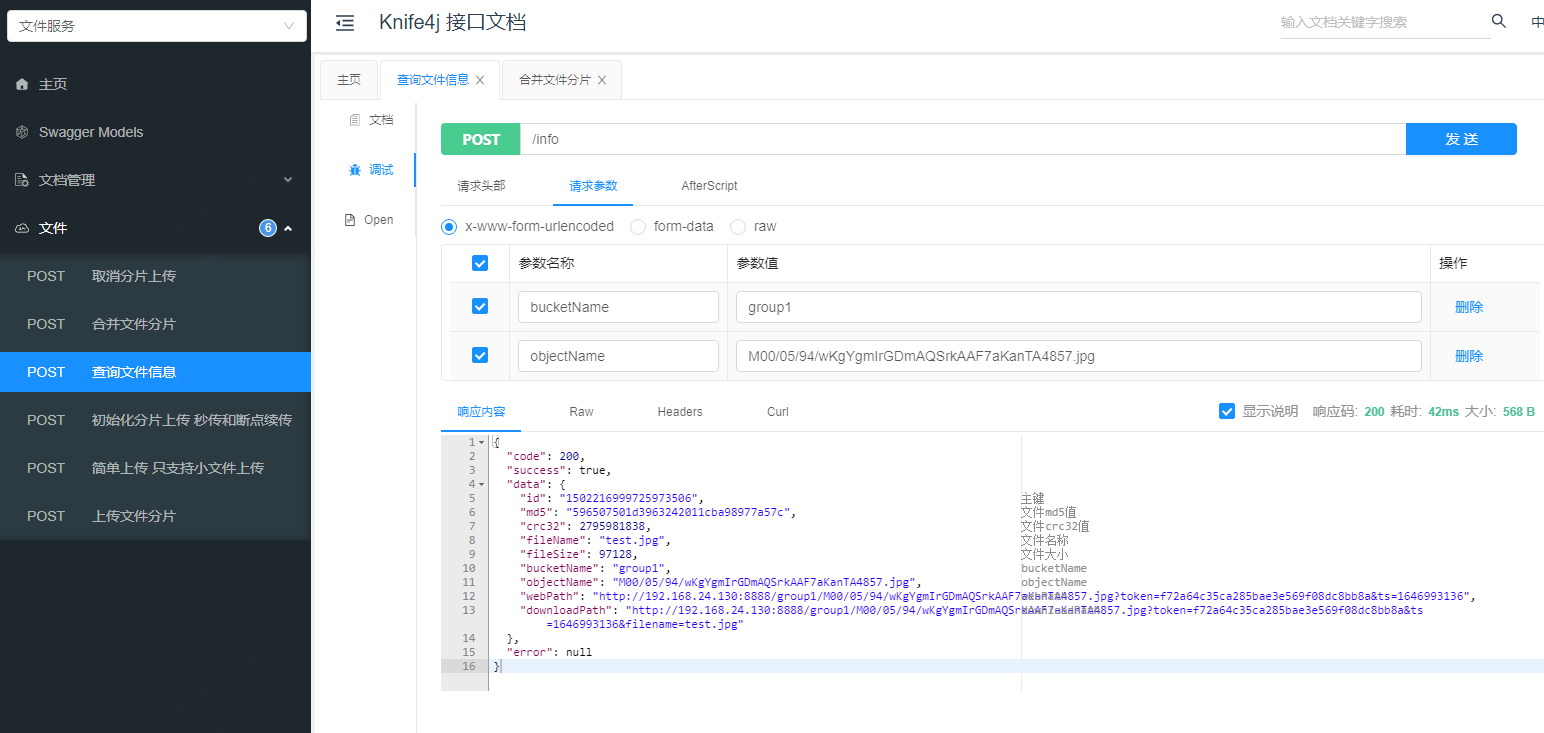 文件服务
Knife4j 接口文档
输入文档关键字搜索
中
主页
Swagger Models
文档管理
文件
6
POST 取消分片上传
POST 合并文件分片
POST 查询文件信息
POST 初始化分片上传 秒传和断点续传
POST 简单上传 只支持小文件上传
POST 上传文件分片
主页 查询文件信息 合并文件分片
文档
调试
Open
POST /info 发 送
请求头部 请求参数 AfterScript
x-www-form-urlencoded form-data raw
参数名称 参数值 操作
bucketName group1 删除
objectName M00/05/94/wKgYgmIrGDmAQSrkAAF7aKanTA4857.jpg 删除
响应内容 Raw Headers Curl 显示说明 响应码: 200 耗时: 42ms 大小: 568 B
1 {
2 "code": 200,
3 "success": true,
4 "data": {
5 "id": "1502216999725973506", 主键
6 "md5": "596507501d3963242011cba98977a57c", 文件md5值
7 "crc32": 2795981838, 文件crc32值
8 "fileName": "test.jpg", 文件名称
9 "fileSize": 97128, 文件大小
10 "bucketName": "group1", bucketName
11 "objectName": "M00/05/94/wKgYgmIrGDmAQSrkAAF7aKanTA4857.jpg", objectName
12 "webPath": "http://192.168.24.130:8888/group1/M00/05/94/wKgYgmIrGDmAQSrkAAF7aKanTA4857.jpg?token=f72a64c35ca285bae3e569f08dc8bb8a&ts=1646993136",
13 "downloadPath": "http://192.168.24.130:8888/group1/M00/05/94/wKgYgmIrGDmAQSrkAAF7aKanTA4857.jpg?token=f72a64c35ca285bae3e569f08dc8bb8a&ts
=1646993136&filename=test.jpg"
14 },
15 "error": null
16 }